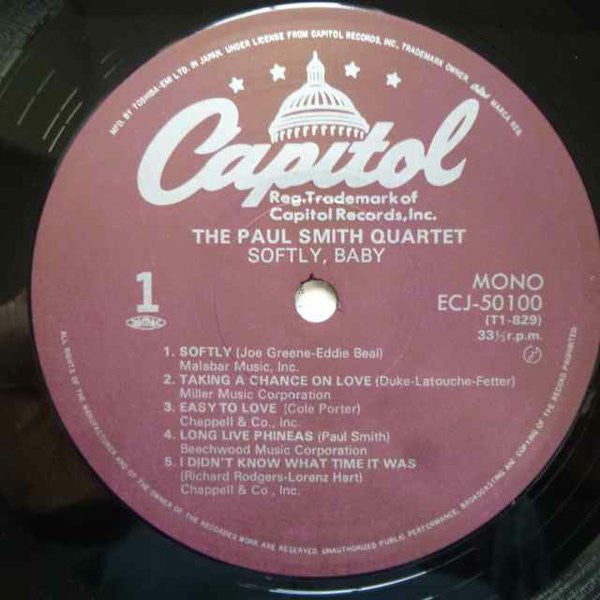 MFD. BY TOSHIBA-EMI LTD. IN JAPAN, UNDER LICENSE FROM CAPITOL RECORDS, INC., TRADEMARK OWNER, MARCA REG.
Capitol
Reg.Trademark of
Capitol Records,Inc.
THE PAUL SMITH QUARTET
SOFTLY, BABY
1
MONO
ECJ-50100
(T1-829)
33⅓r.p.m.
1. SOFTLY (Joe Greene-Eddie Beal)
Malabar Music, Inc.
2. TAKING A CHANCE ON LOVE (Duke-Latouche-Fetter)
Miller Music Corporation
3. EASY TO LOVE (Cole Porter)
Chappell & Co., Inc.
4. LONG LIVE PHINEAS (Paul Smith)
Beechwood Music Corporation
5. I DIDN'T KNOW WHAT TIME IT WAS
(Richard Rodgers-Lorenz Hart)
Chappell & Co., Inc.
ALL RIGHTS OF THE MANUFACTURER AND OF THE OWNER OF THE RECORDED WORK ARE RESERVED. UNAUTHORIZED PUBLIC PERFORMANCE, BROADCASTING AND COPYING OF THE RECORD PROHIBITED.